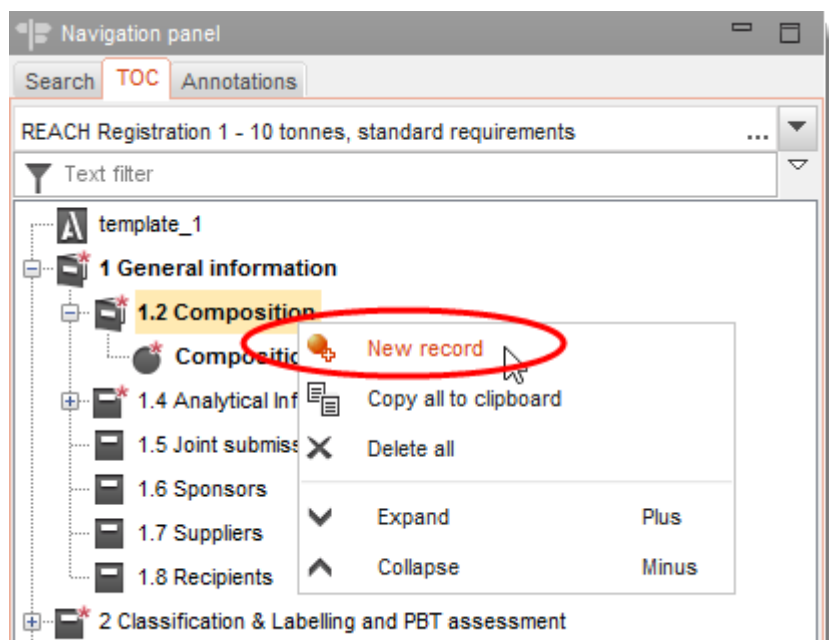 Navigation panel
Search TOC Annotations
REACH Registration 1 - 10 tonnes, standard requirements ...
Text filter
template_1
1 General information
1.2 Composition
New record
Compositio
Copy all to clipboard
1.4 Analytical Inf
Delete all
1.5 Joint submiss
1.6 Sponsors
Expand Plus
1.7 Suppliers
Collapse Minus
1.8 Recipients
2 Classification & Labelling and PBT assessment